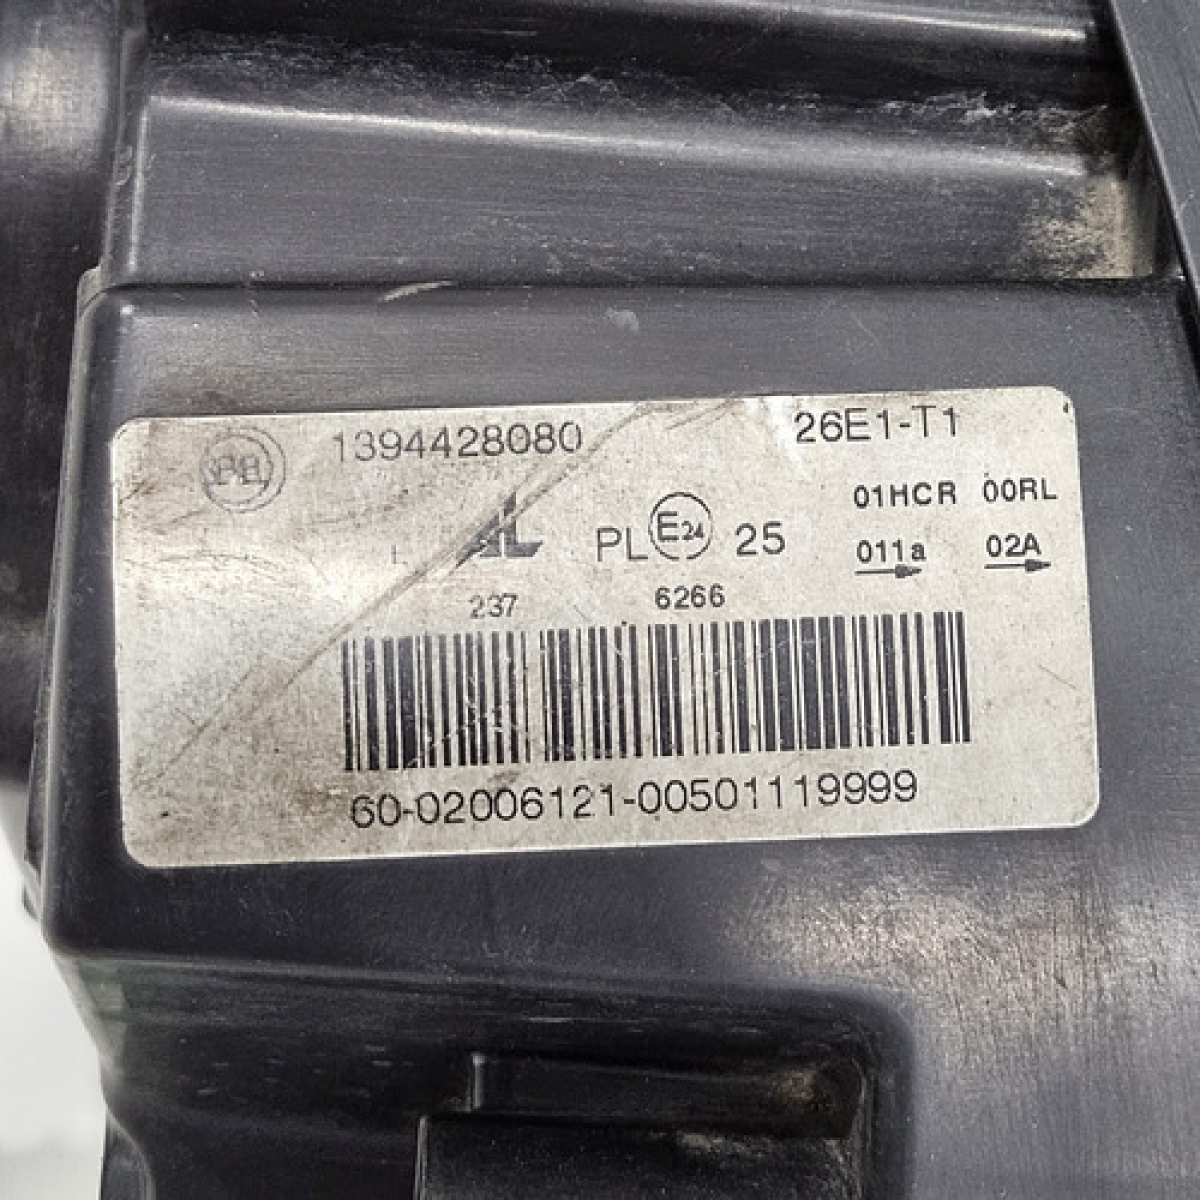 1394428080 26E1-T1
01HCR 00RL
PL E24 25 011a 02A
237 6266
60-02006121-00501119999